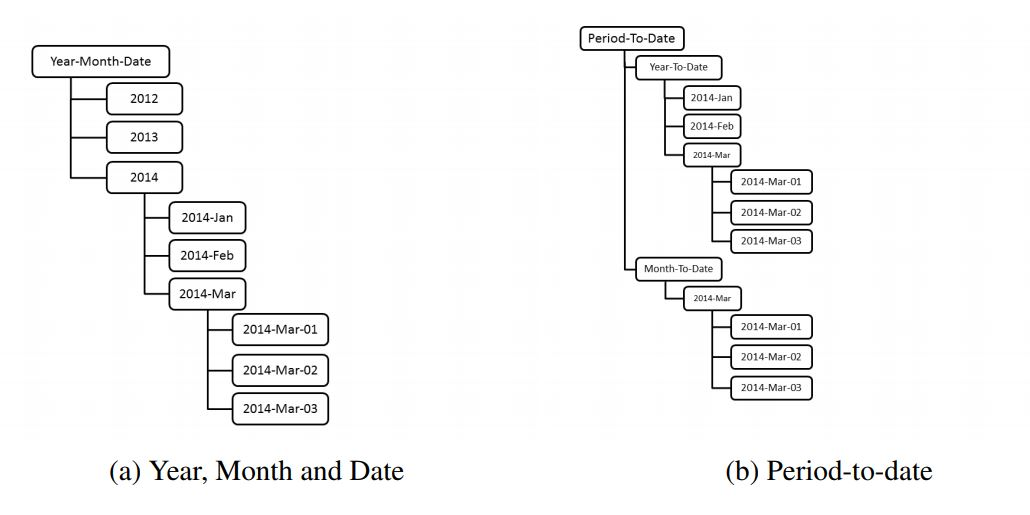 Year-Month-Date
2012
2013
2014
2014-Jan
2014-Feb
2014-Mar
2014-Mar-01
2014-Mar-02
2014-Mar-03
(a) Year, Month and Date
Period-To-Date
Year-To-Date
2014-Jan
2014-Feb
2014-Mar
2014-Mar-01
2014-Mar-02
2014-Mar-03
Month-To-Date
2014-Mar
2014-Mar-01
2014-Mar-02
2014-Mar-03
(b) Period-to-date